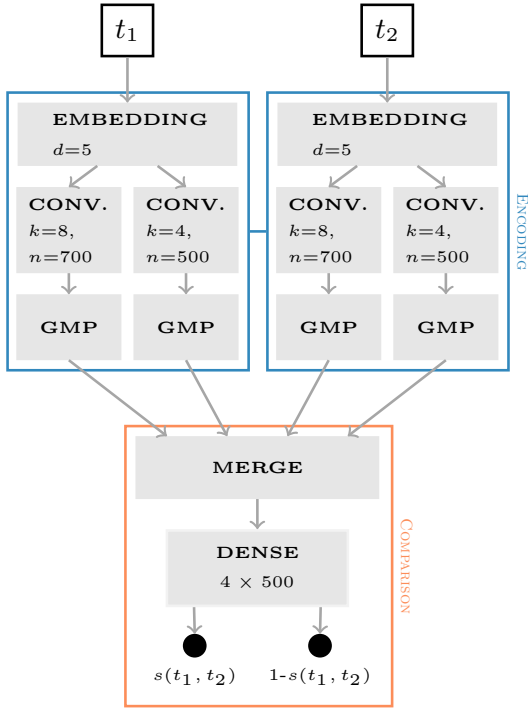 t₁
t₂
EMBEDDING
d=5
EMBEDDING
d=5
CONV.
k=8,
n=700
CONV.
k=4,
n=500
CONV.
k=8,
n=700
CONV.
k=4,
n=500
ENCODING
GMP
GMP
GMP
GMP
MERGE
COMPARISON
DENSE
4 × 500
s(t₁, t₂)
1-s(t₁, t₂)